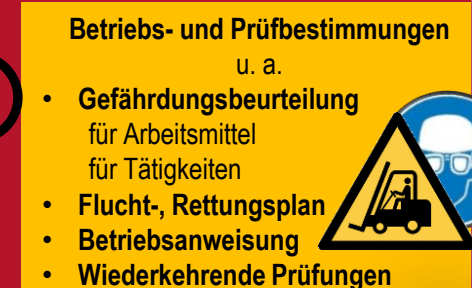 Betriebs- und Prüfbestimmungen
u. a.
• Gefährdungsbeurteilung
für Arbeitsmittel
für Tätigkeiten
• Flucht-, Rettungsplan
• Betriebsanweisung
• Wiederkehrende Prüfungen